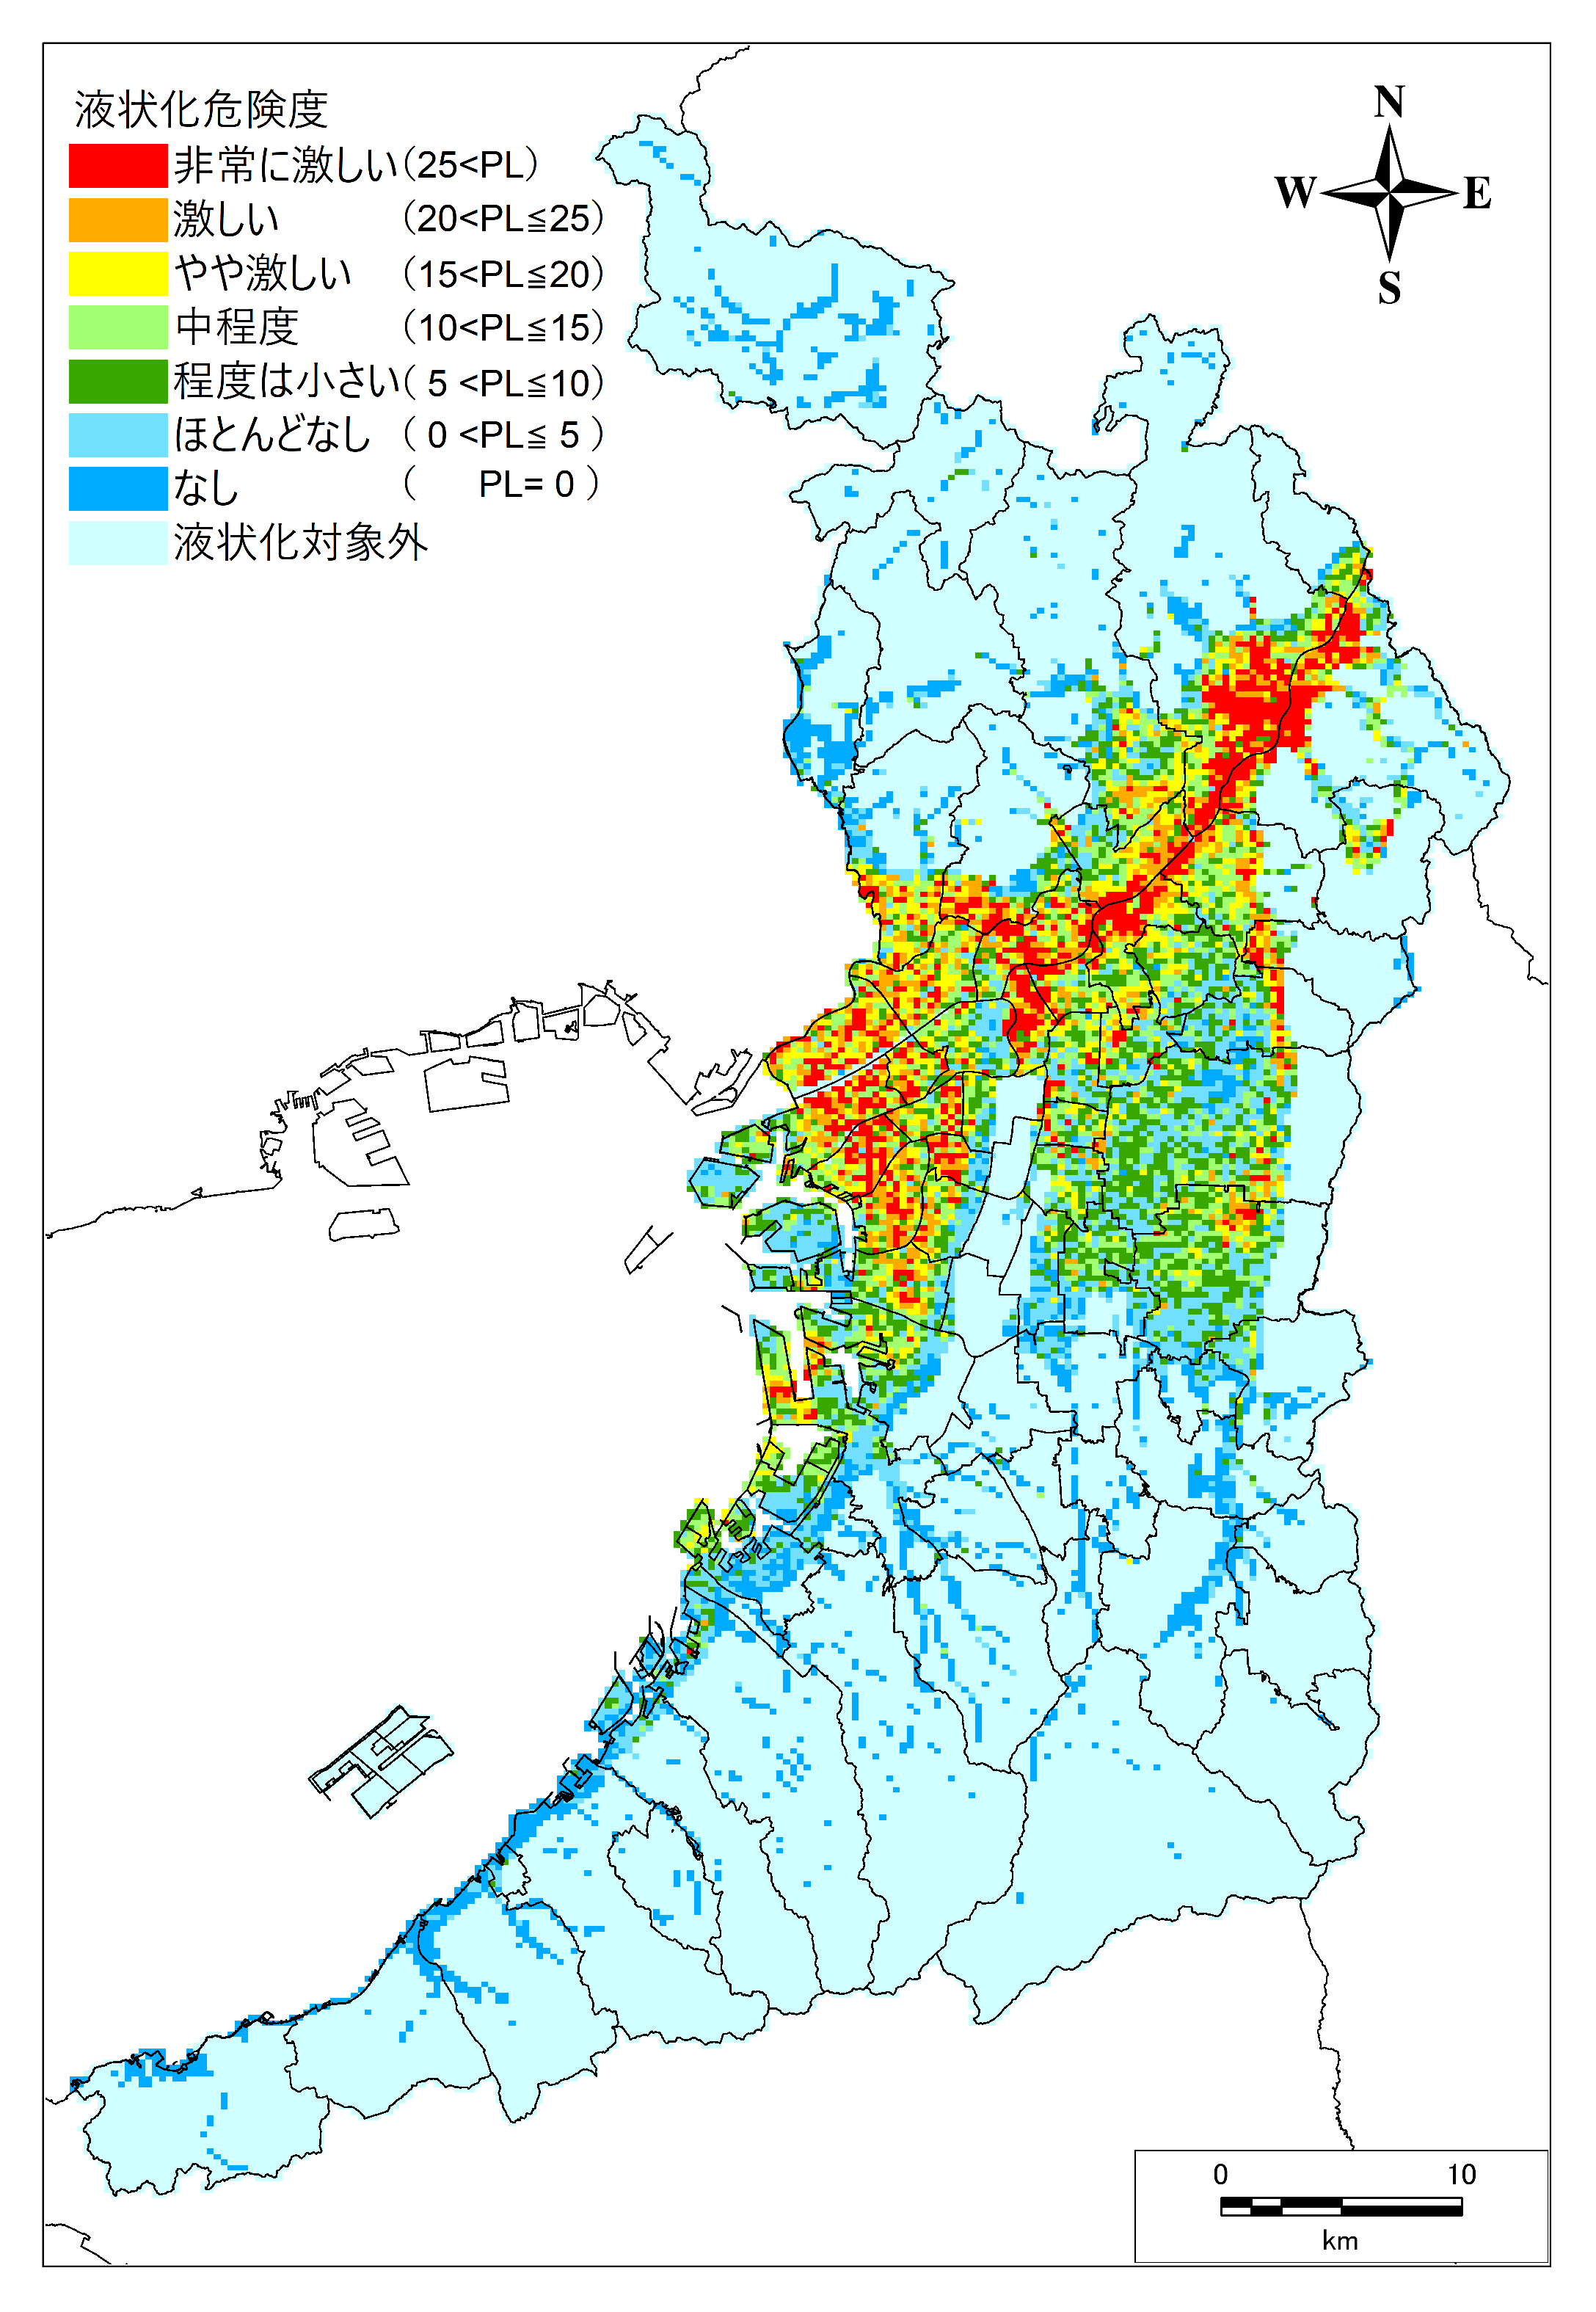 液状化危険度
非常に激しい（25<PL）
激しい （20<PL≦25）
やや激しい （15<PL≦20）
中程度 （10<PL≦15）
程度は小さい（ 5 <PL≦10）
ほとんどなし （ 0 <PL≦ 5 ）
なし （ PL= 0 ）
液状化対象外
N
W E
S
0 10
km